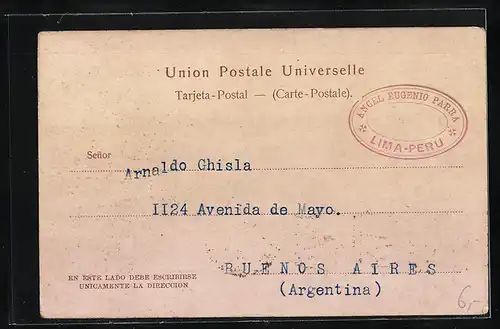 Union Postale Universelle
Tarjeta-Postal — (Carte-Postale).
ANGEL EUGENIO PARRA
LIMA-PERU
Señor
Arnaldo Ghisla
1124 Avenida de Mayo.
BUENOS AIRES
(Argentina)
EN ESTE LADO DEBE ESCRIBIRSE
UNICAMENTE LA DIRECCION
6,-